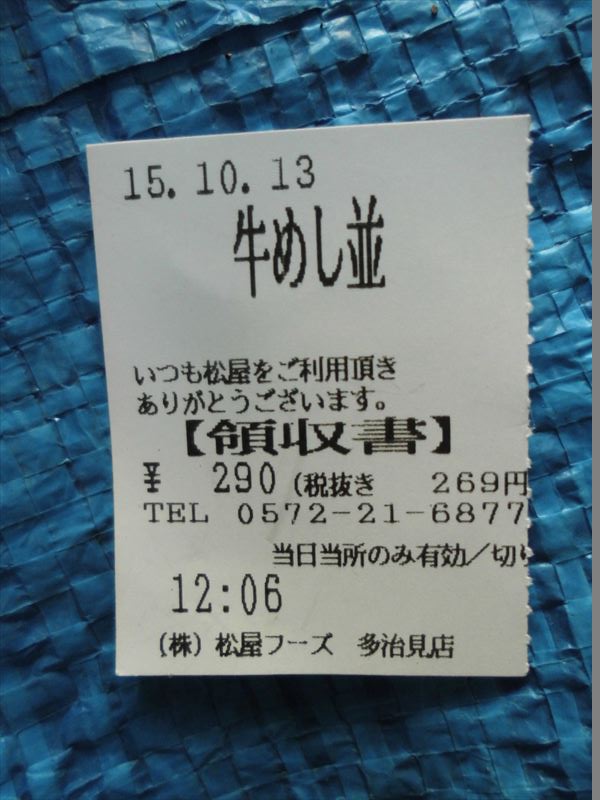 15.10.13
牛めし並
いつも松屋をご利用頂き
ありがとうございます。
【領収書】
¥ 290 (税抜き 269円
TEL 0572-21-6877
当日当所のみ有効/切り
12:06
(株) 松屋フーズ 多治見店